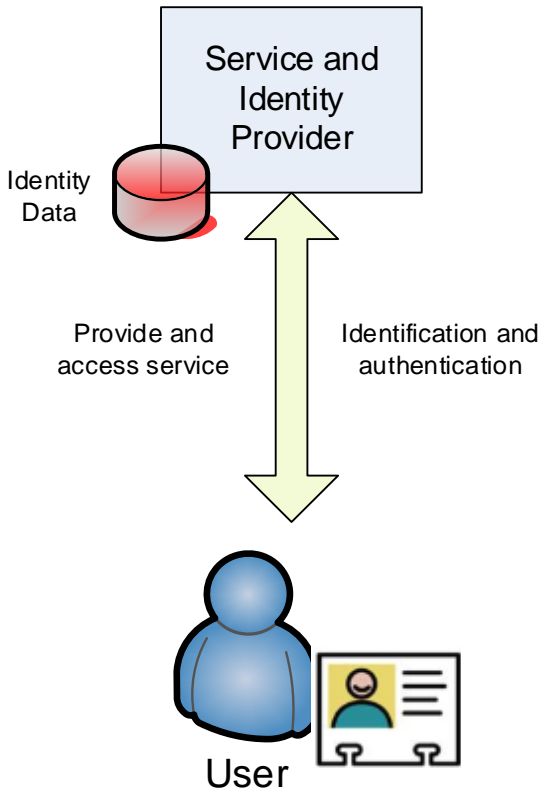 Service and
Identity
Provider
Identity
Data
Provide and
access service
Identification and
authentication
User